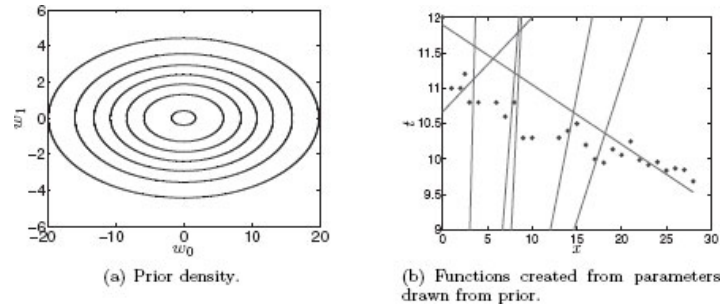 6
4
2
0
-2
-4
-6
w1
-20 -10 0 10 20
w0
(a) Prior density.
12
11.5
11
10.5
10
9.5
9
t
0 5 10 15 20 25 30
x
(b) Functions created from parameters
drawn from prior.